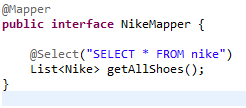 @Mapper
public interface NikeMapper {
@Select("SELECT * FROM nike")
List<Nike> getAllShoes();
}